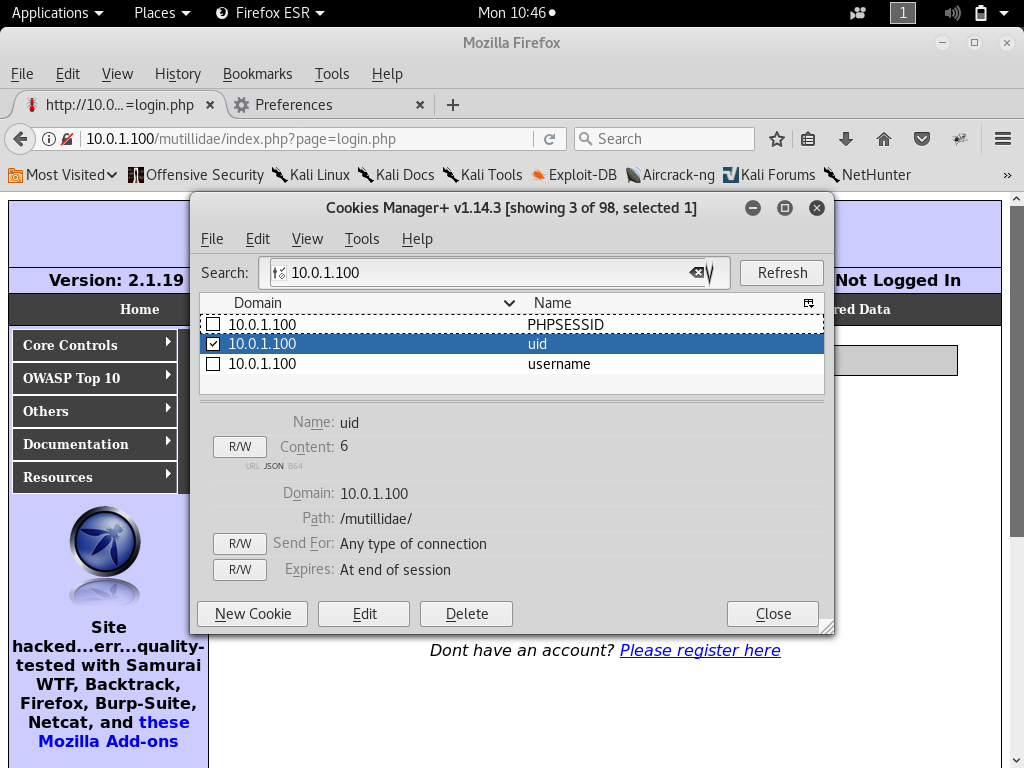 Applications Places Firefox ESR Mon 10:46 1
Mozilla Firefox
File Edit View History Bookmarks Tools Help
http://10.0...=login.php Preferences
10.0.1.100/mutillidae/index.php?page=login.php Search
Most Visited Offensive Security Kali Linux Kali Docs Kali Tools Exploit-DB Aircrack-ng Kali Forums NetHunter »
Cookies Manager+ v1.14.3 [showing 3 of 98, selected 1]
File Edit View Tools Help
Search: 10.0.1.100 Refresh
Version: 2.1.19 Not Logged In
Domain Name
Home red Data
10.0.1.100 PHPSESSID
10.0.1.100 uid
10.0.1.100 username
Core Controls
OWASP Top 10
Others
Documentation
Resources
Name: uid
R/W Content: 6
URL JSON B64
Domain: 10.0.1.100
Path: /mutillidae/
R/W Send For: Any type of connection
R/W Expires: At end of session
New Cookie Edit Delete Close
Site
hacked...err...quality-
tested with Samurai
WTF, Backtrack,
Firefox, Burp-Suite,
Netcat, and these
Mozilla Add-ons
Dont have an account? Please register here